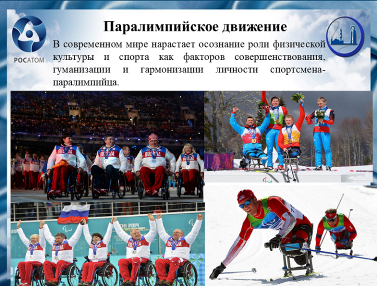 Паралимпийское движение
В современном мире нарастает осознание роли физической
культуры и спорта как факторов совершенствования,
гуманизации и гармонизации личности спортсмена-
паралимпийца.
РОСАТОМ